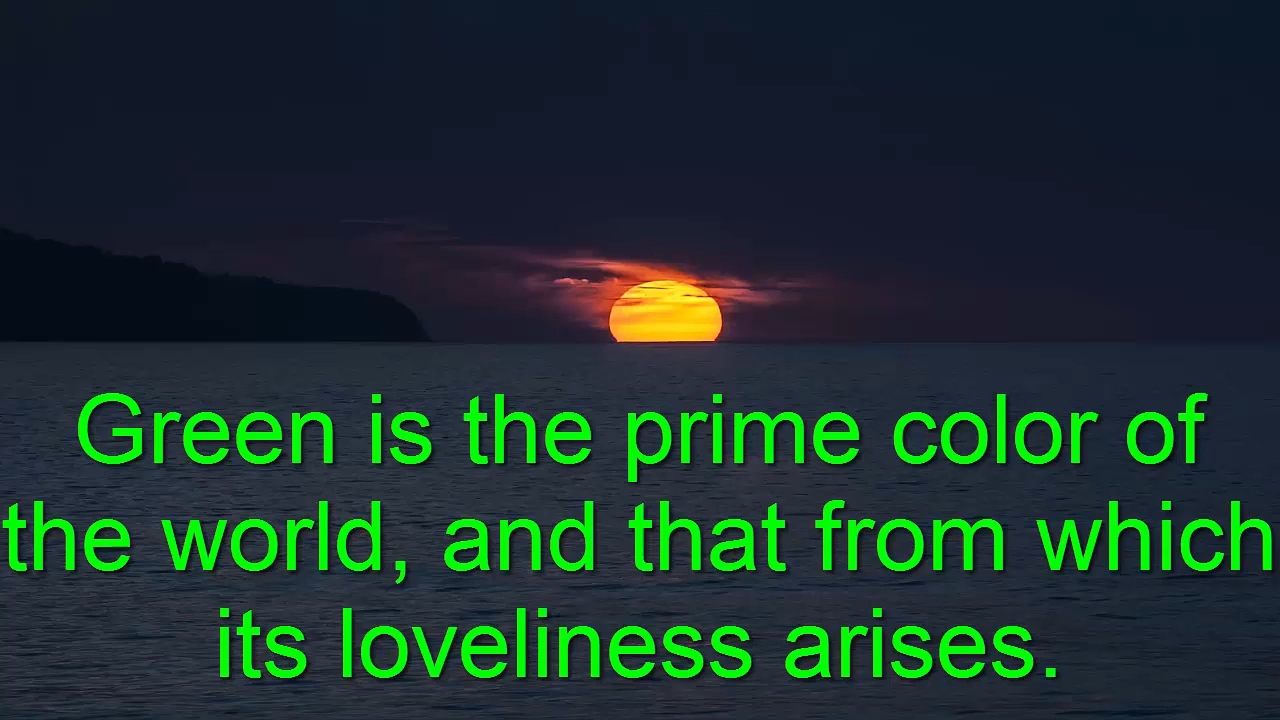 Green is the prime color of
the world, and that from which
its loveliness arises.